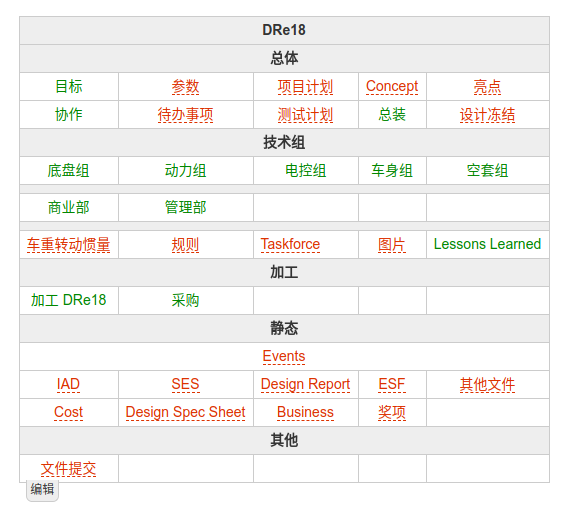 DRe18
总体
目标 参数 项目计划 Concept 亮点
协作 待办事项 测试计划 总装 设计冻结
技术组
底盘组 动力组 电控组 车身组 空套组
商业部 管理部
车重转动惯量 规则 Taskforce 图片 Lessons Learned
加工
加工 DRe18 采购
静态
Events
IAD SES Design Report ESF 其他文件
Cost Design Spec Sheet Business 奖项
其他
文件提交
编辑